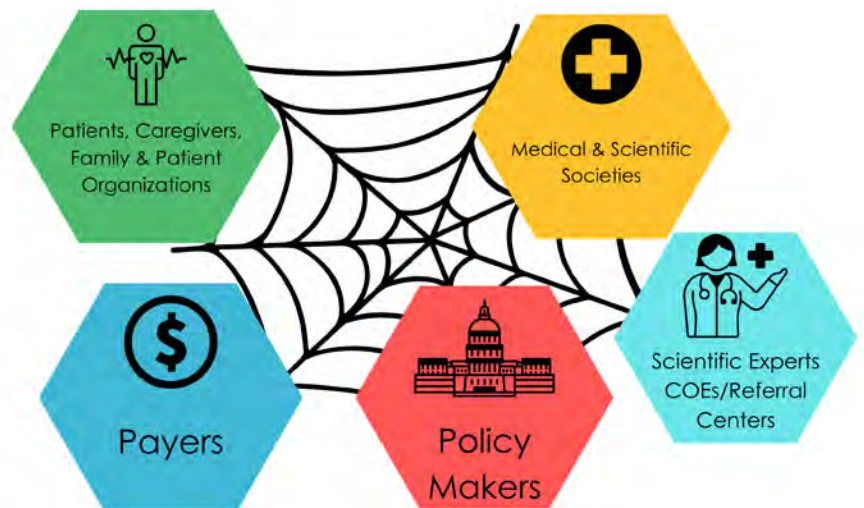 Patients, Caregivers,
Family & Patient
Organizations
Medical & Scientific
Societies
Scientific Experts
COEs/Referral
Centers
$
Payers
Policy
Makers